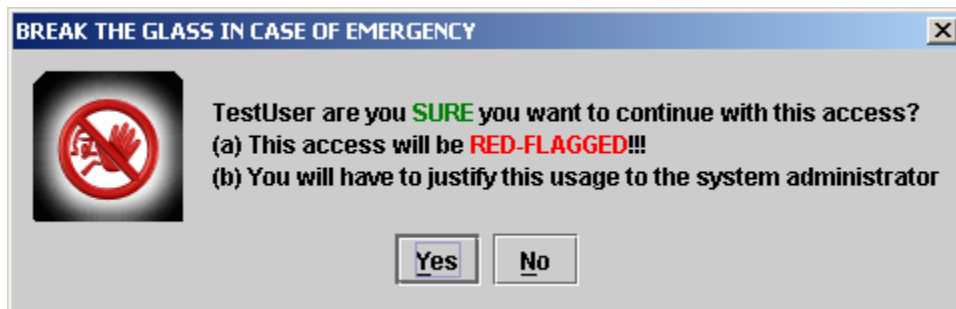 BREAK THE GLASS IN CASE OF EMERGENCY
TestUser are you SURE you want to continue with this access?
(a) This access will be RED-FLAGGED!!!
(b) You will have to justify this usage to the system administrator
Yes No